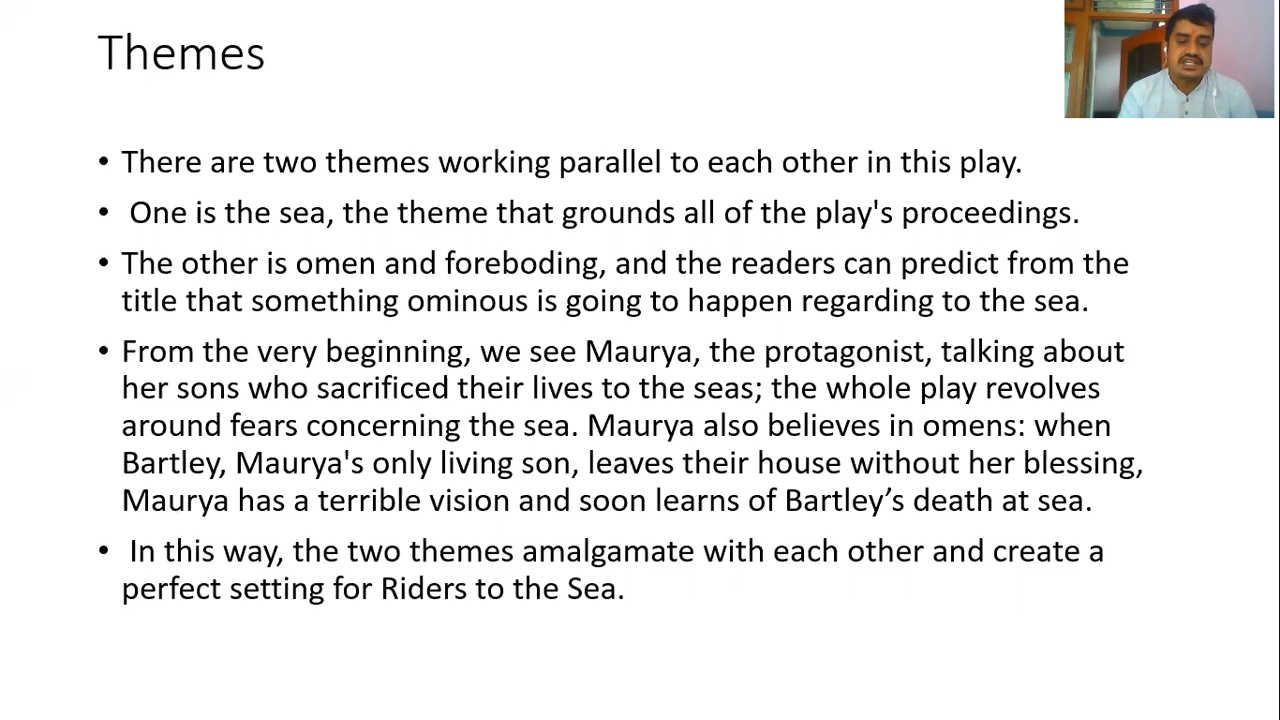 Themes
• There are two themes working parallel to each other in this play.
• One is the sea, the theme that grounds all of the play's proceedings.
• The other is omen and foreboding, and the readers can predict from the
title that something ominous is going to happen regarding to the sea.
• From the very beginning, we see Maurya, the protagonist, talking about
her sons who sacrificed their lives to the seas; the whole play revolves
around fears concerning the sea. Maurya also believes in omens: when
Bartley, Maurya's only living son, leaves their house without her blessing,
Maurya has a terrible vision and soon learns of Bartley’s death at sea.
• In this way, the two themes amalgamate with each other and create a
perfect setting for Riders to the Sea.